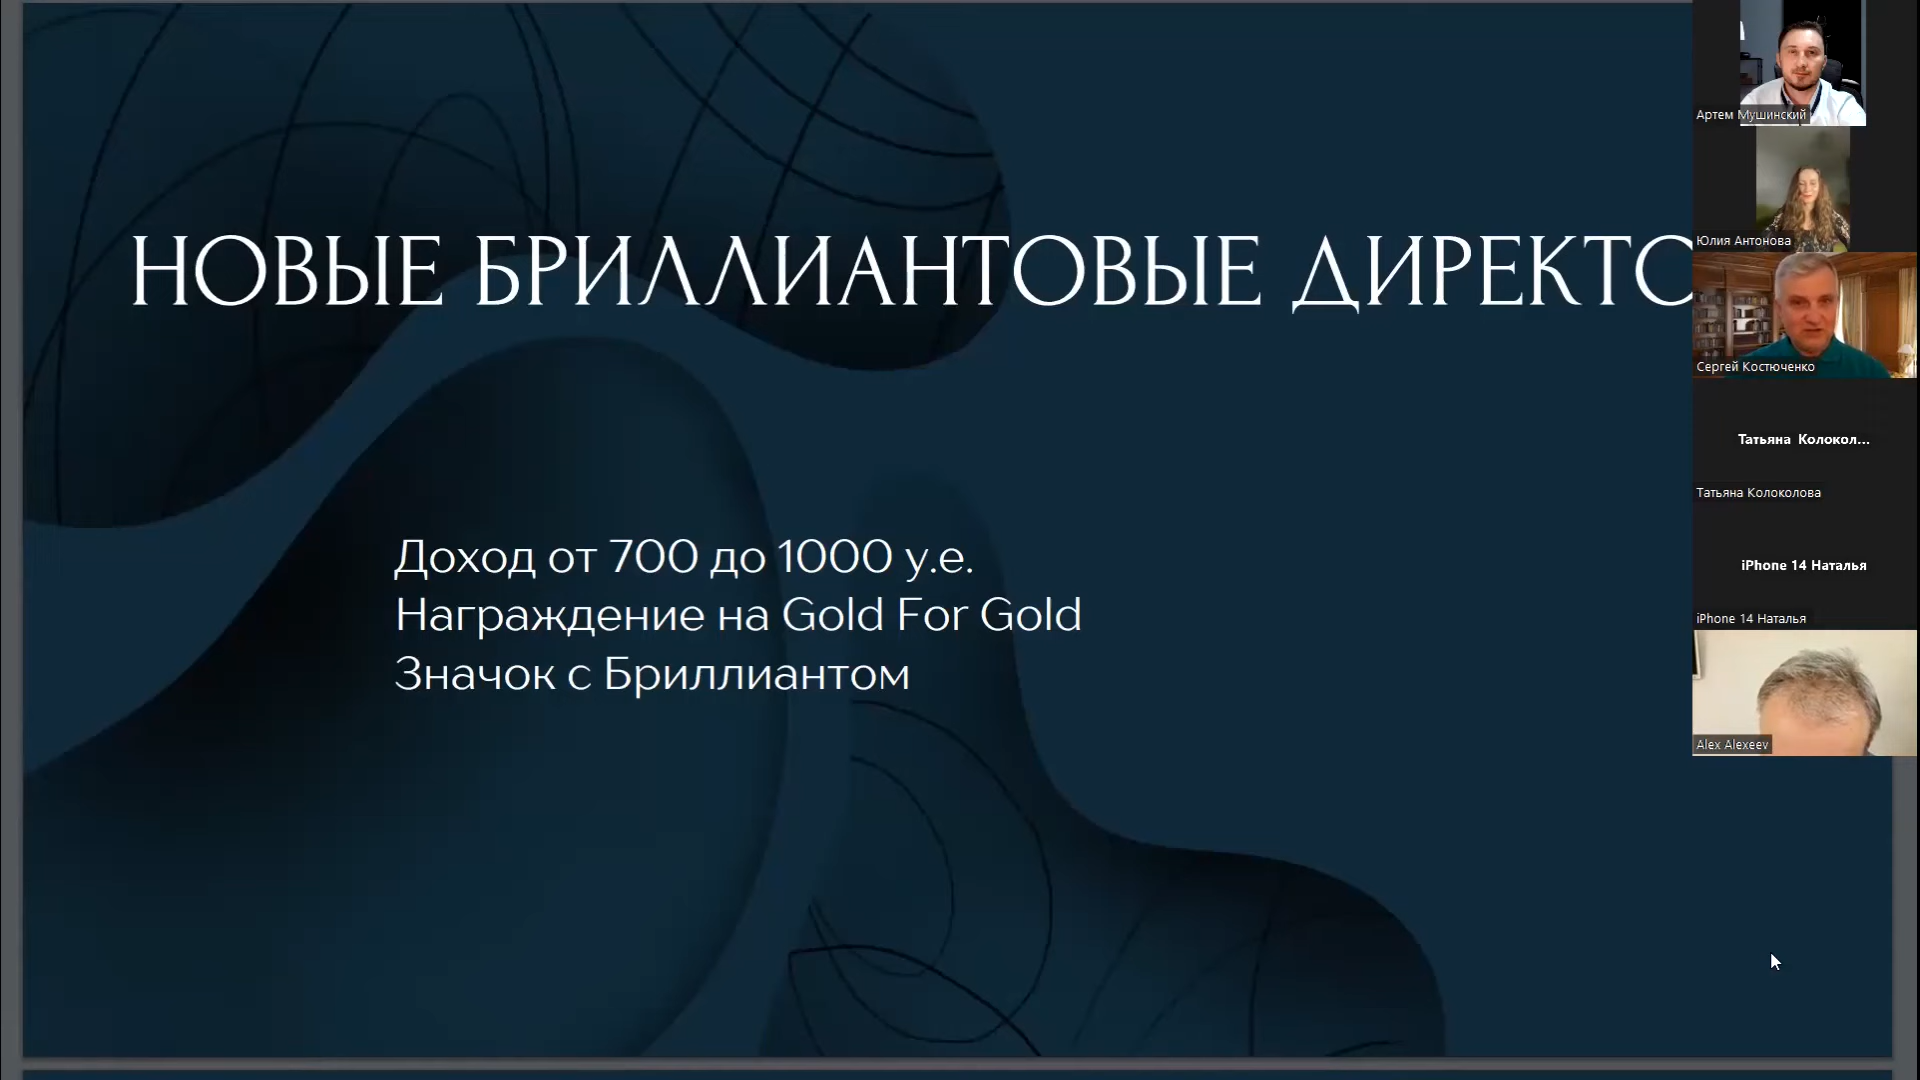 НОВЫЕ БРИЛЛИАНТОВЫЕ ДИРЕКТО
Доход от 700 до 1000 у.е.
Награждение на Gold For Gold
Значок с Бриллиантом
Артем Мушинский
Юлия Антонова
Сергей Костюченко
Татьяна Колокол...
Татьяна Колоколова
iPhone 14 Наталья
iPhone 14 Наталья
Alex Alexeev